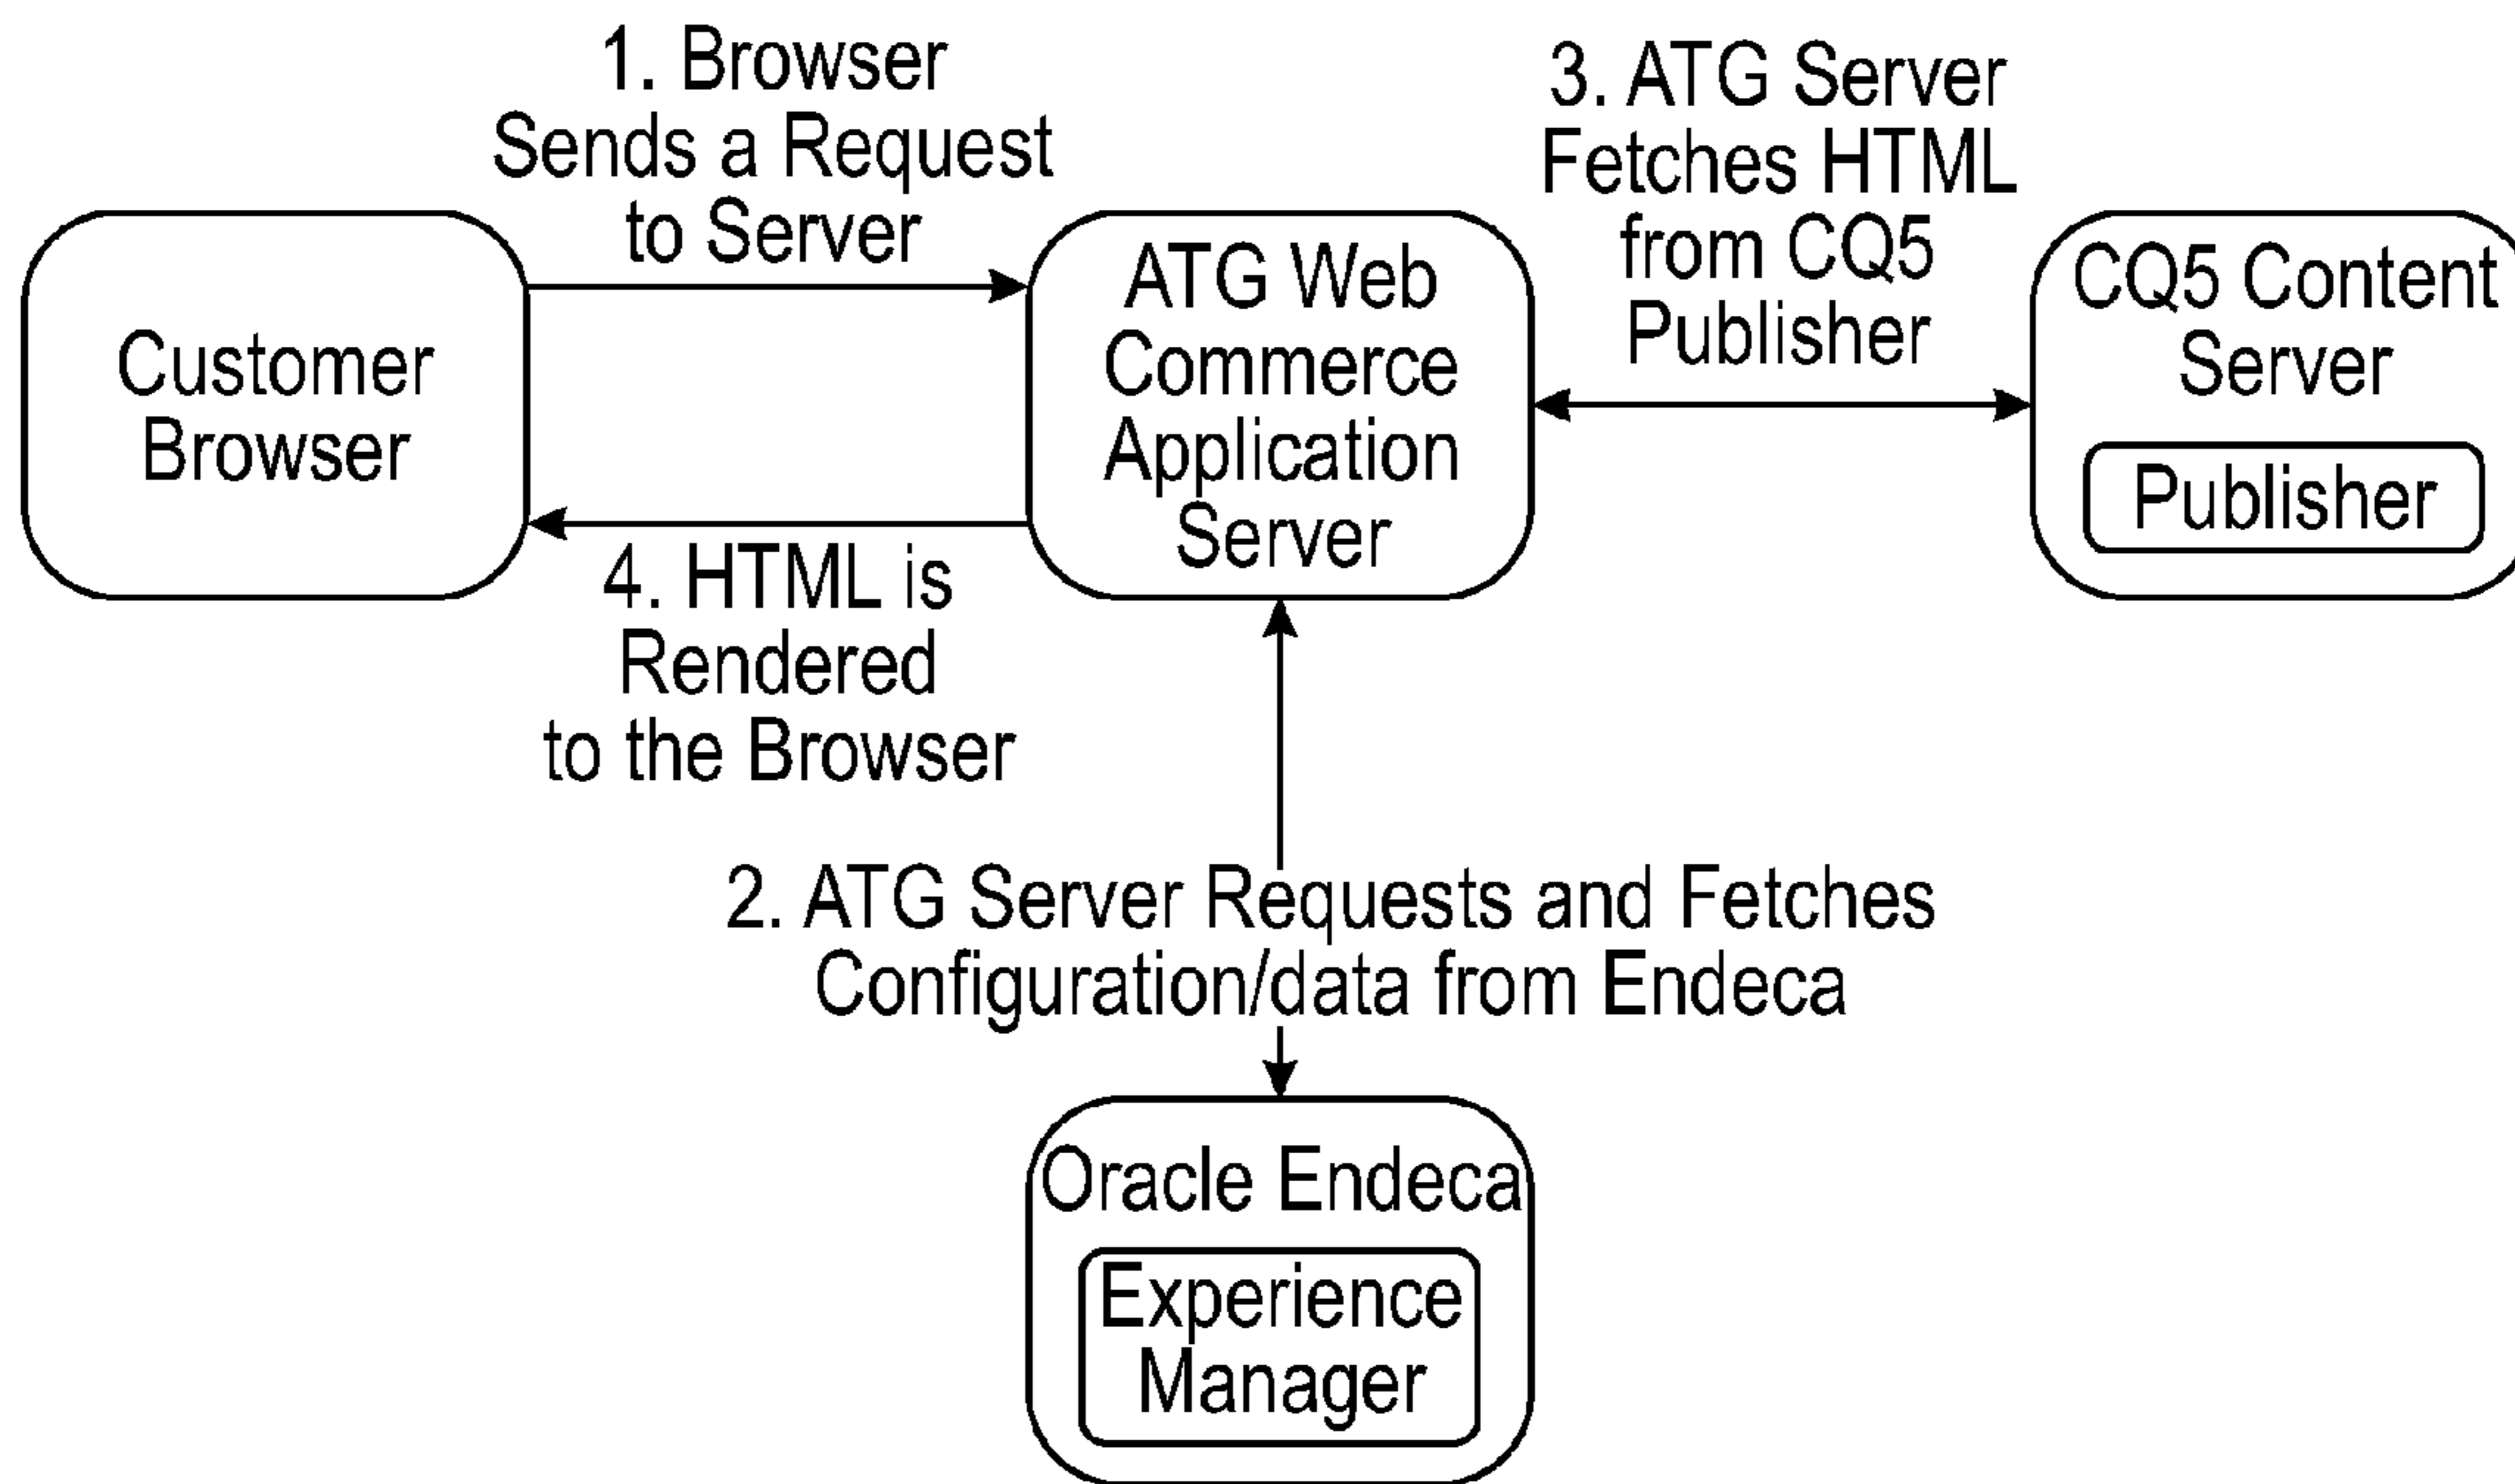 1. Browser
Sends a Request
to Server
3. ATG Server
Fetches HTML
from CQ5
Publisher
Customer
Browser
ATG Web
Commerce
Application
Server
CQ5 Content
Server
Publisher
4. HTML is
Rendered
to the Browser
2. ATG Server Requests and Fetches
Configuration/data from Endeca
Oracle Endeca
Experience
Manager